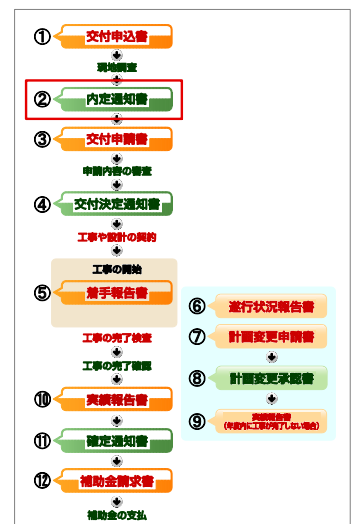 ① 交付申込書
現地調査
② 内定通知書
③ 交付申請書
申請内容の審査
④ 交付決定通知書
工事や設計の契約
工事の開始
⑤ 着手報告書
⑥ 遂行状況報告書
⑦ 計画変更申請書
⑧ 計画変更承認書
⑨ 実績報告書
(年度内に工事が完了しない場合)
工事の完了検査
工事の完了確認
⑩ 実績報告書
⑪ 確定通知書
⑫ 補助金請求書
補助金の支払